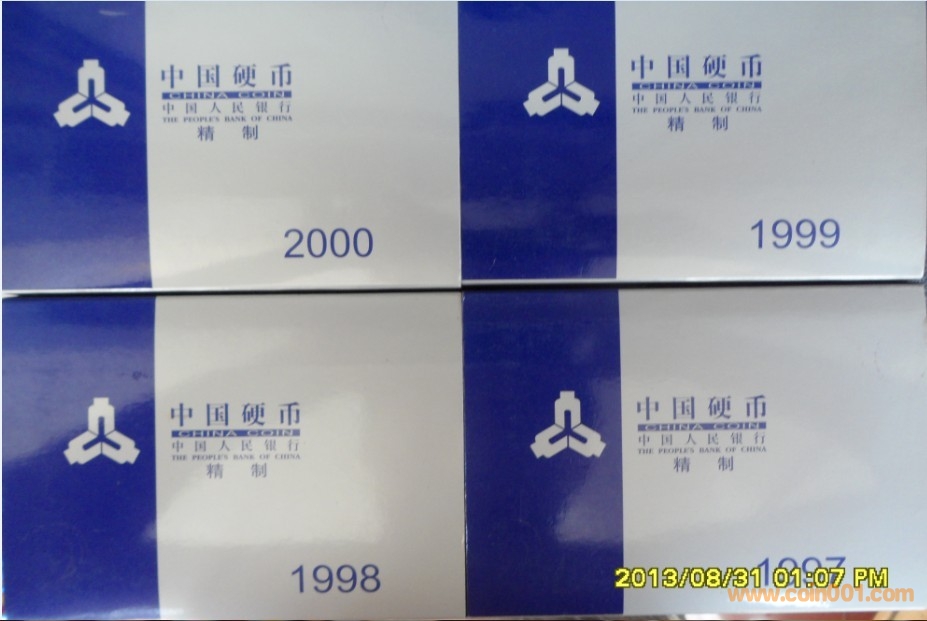 中国硬币
CHINA COIN
中国人民银行
THE PEOPLE'S BANK OF CHINA
精 制
2000
中国硬币
CHINA COIN
中国人民银行
THE PEOPLE'S BANK OF CHINA
精 制
1999
中国硬币
CHINA COIN
中国人民银行
THE PEOPLE'S BANK OF CHINA
精 制
1998
中国硬币
CHINA COIN
中国人民银行
THE PEOPLE'S BANK OF CHINA
精 制
1997
2013/08/31 01:07 PM
www.coin001.com